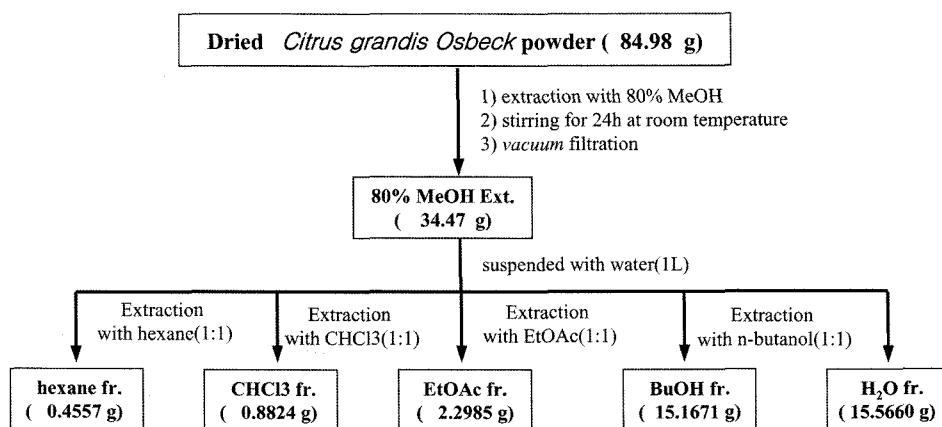 Dried Citrus grandis Osbeck powder ( 84.98 g)
1) extraction with 80% MeOH
2) stirring for 24h at room temperature
3) vacuum filtration
80% MeOH Ext.
( 34.47 g)
suspended with water(1L)
Extraction
with hexane(1:1)
Extraction
with CHCl3(1:1)
Extraction
with EtOAc(1:1)
Extraction
with n-butanol(1:1)
hexane fr.
( 0.4557 g)
CHCl3 fr.
( 0.8824 g)
EtOAc fr.
( 2.2985 g)
BuOH fr.
( 15.1671 g)
H₂O fr.
( 15.5660 g)